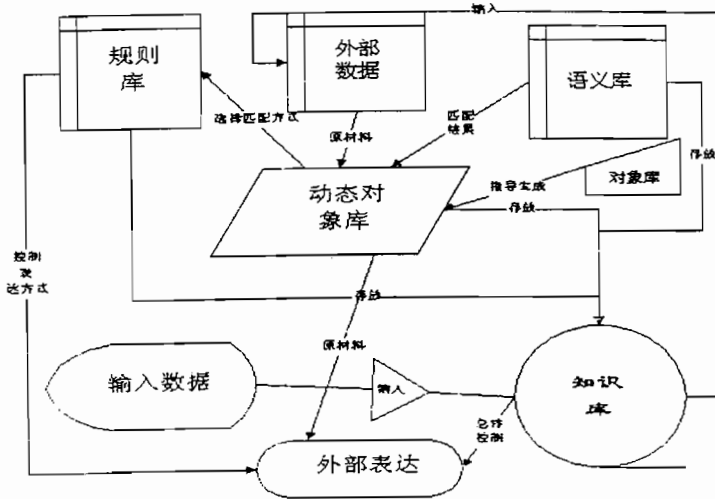 输入
规则
库
外部
数据
语义库
选择匹配方式
原材料
匹配
结果
存放
对象库
指导生成
动态对
象库
存放
控制
表
达方式
存放
原材料
输入数据
输入
知识
库
总体
控制
外部表达